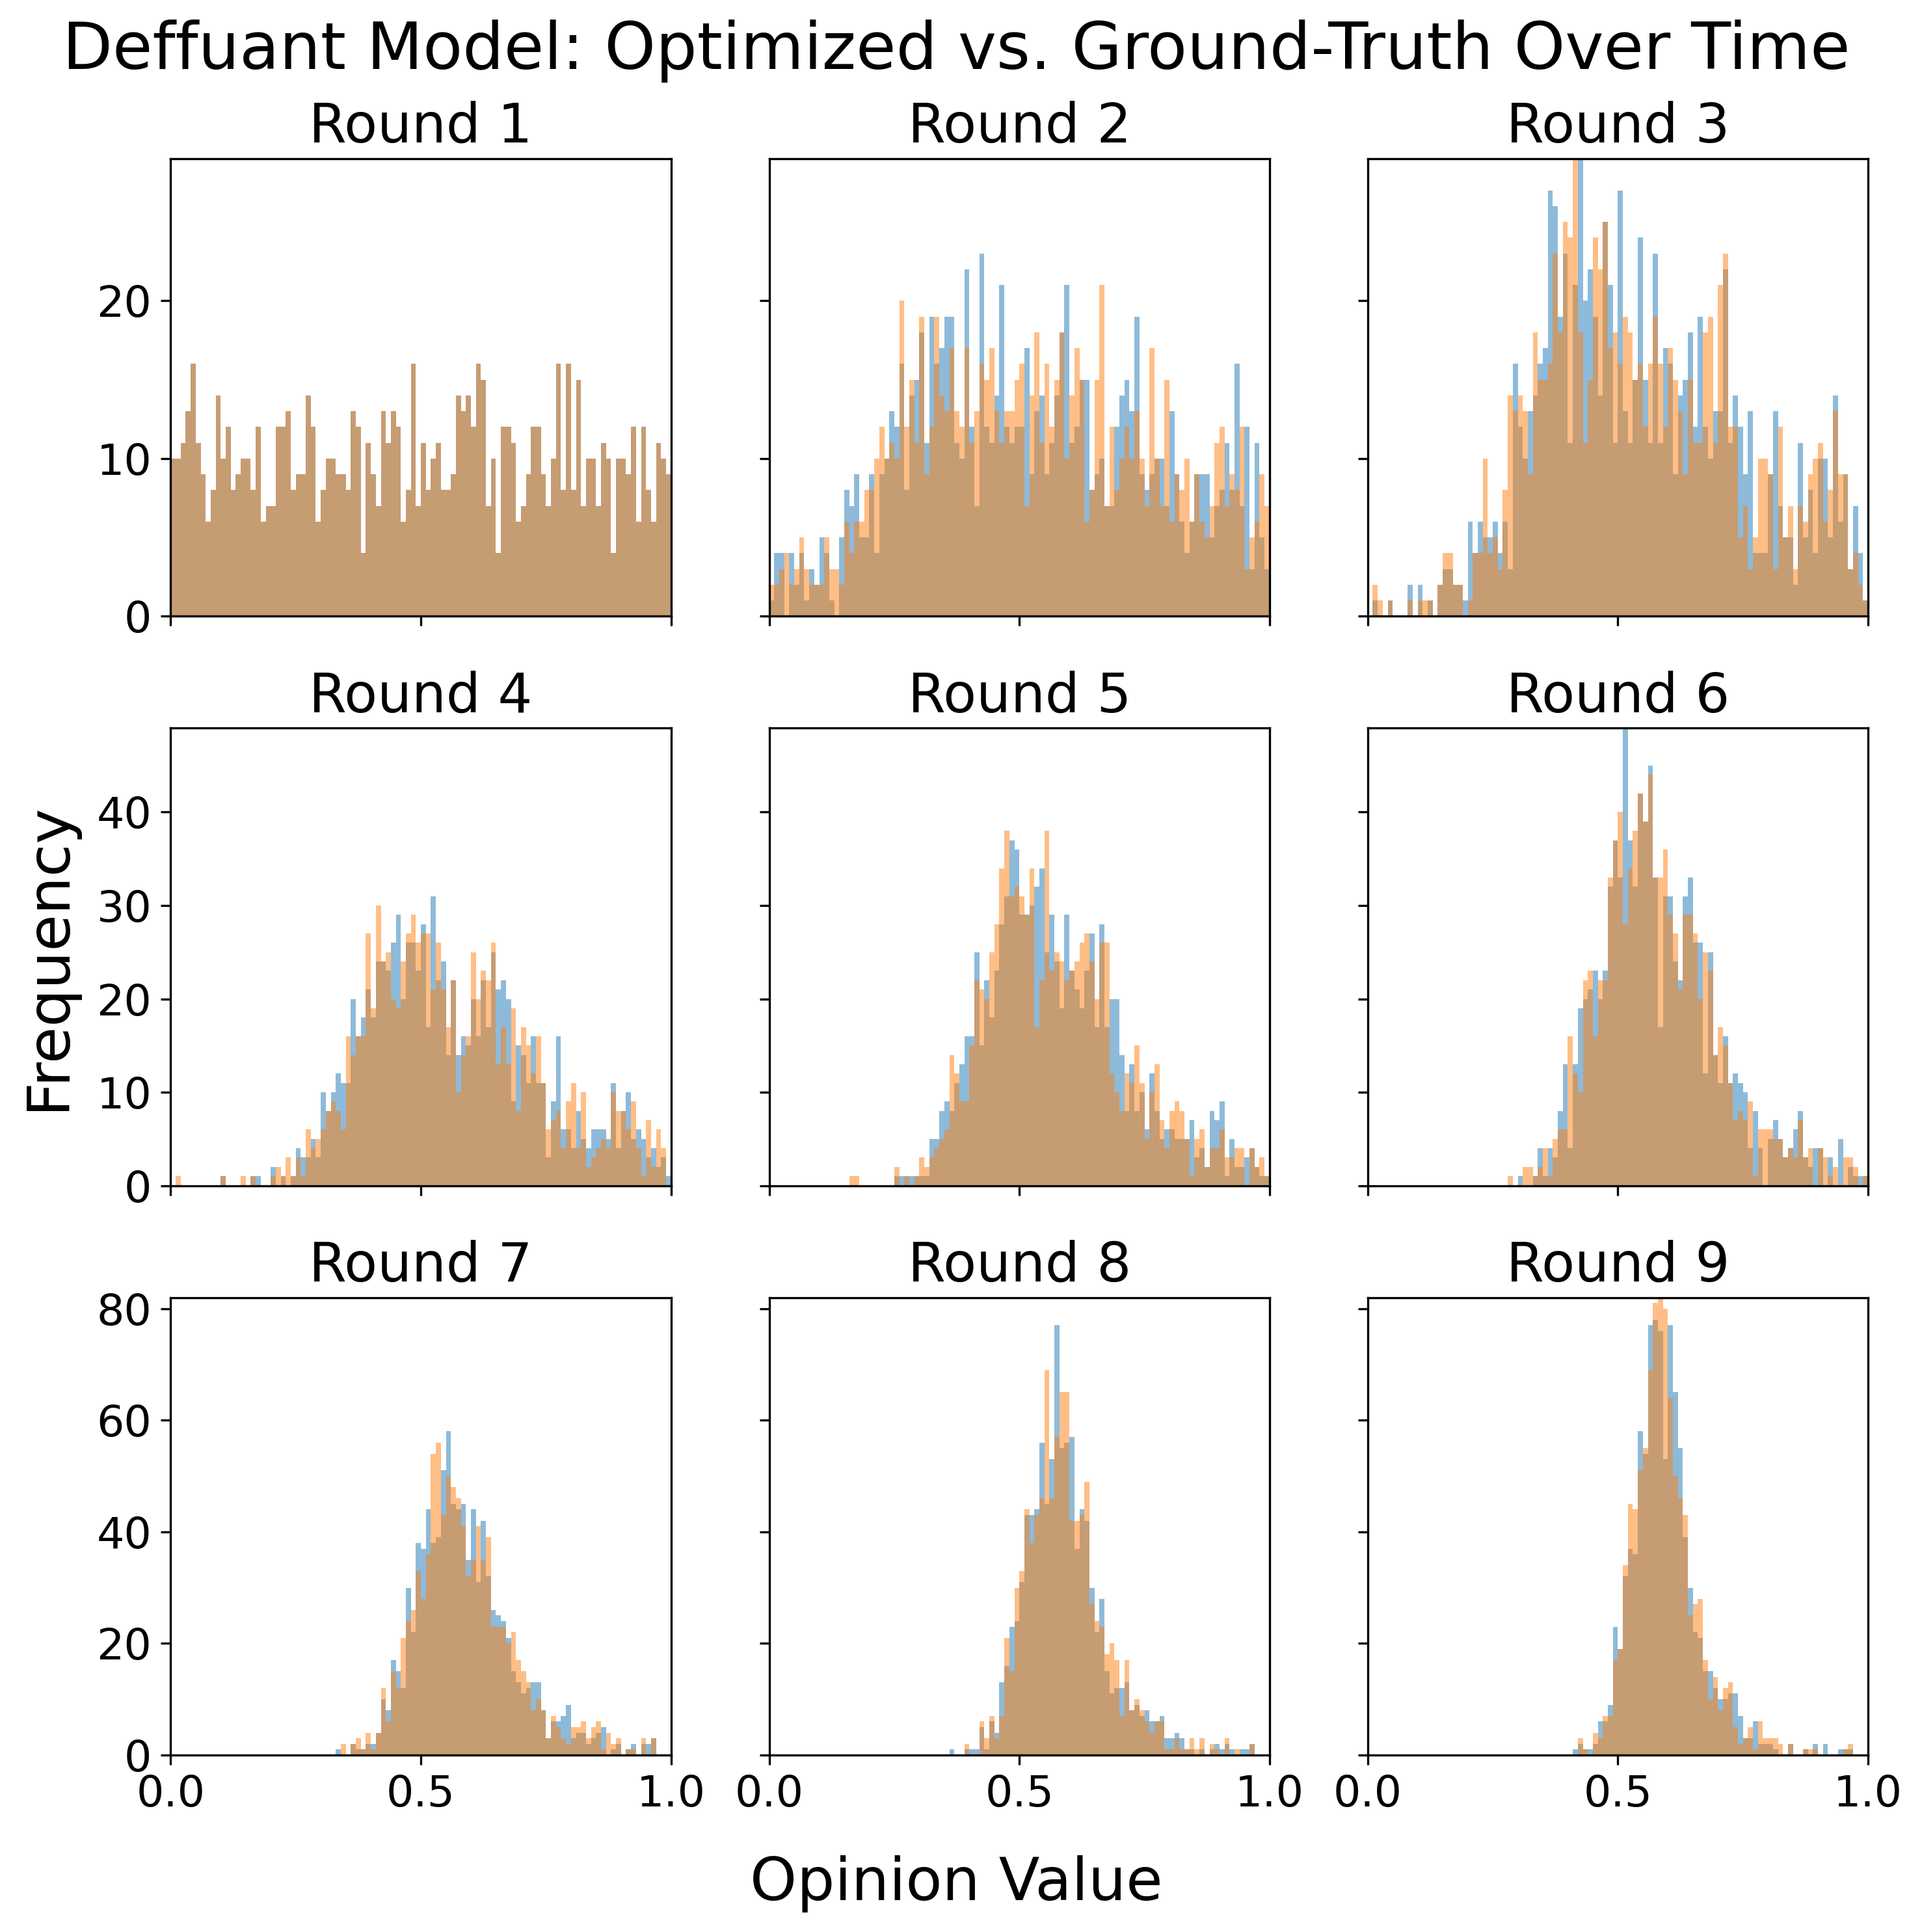 Deffuant Model: Optimized vs. Ground-Truth Over Time
Round 1
Round 2
Round 3
20
10
0
Round 4
Round 5
Round 6
Frequency
40
30
20
10
0
Round 7
Round 8
Round 9
80
60
40
20
0
0.0 0.5 1.0 0.0 0.5 1.0 0.0 0.5 1.0
Opinion Value